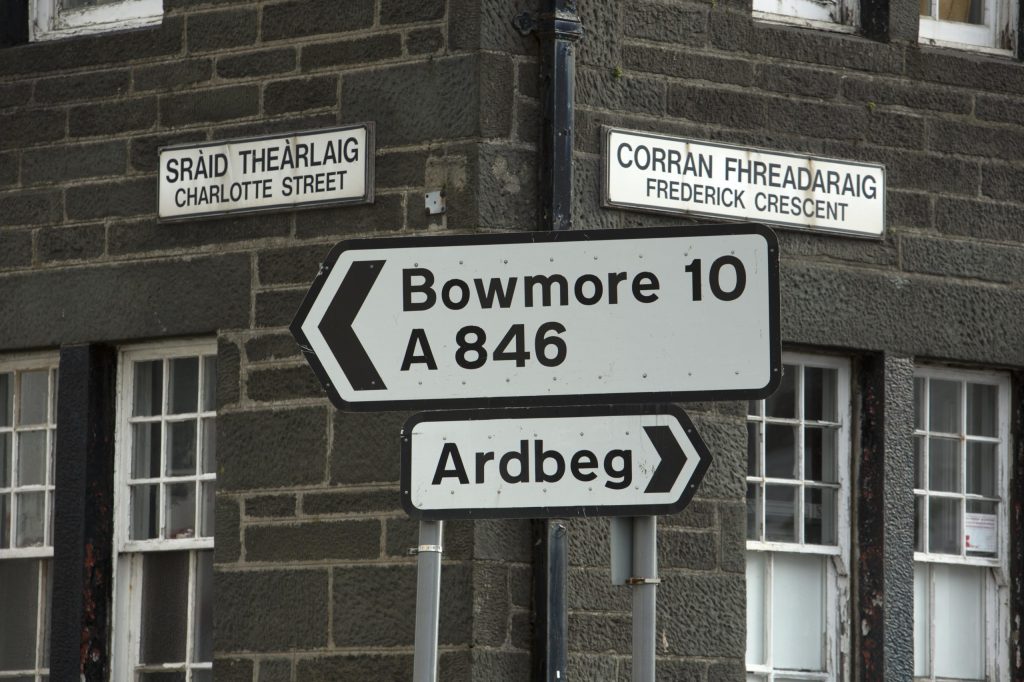 SRÀID THEÀRLAIG
CHARLOTTE STREET
CORRAN FHREADARAIG
FREDERICK CRESCENT
Bowmore 10
A 846
Ardbeg